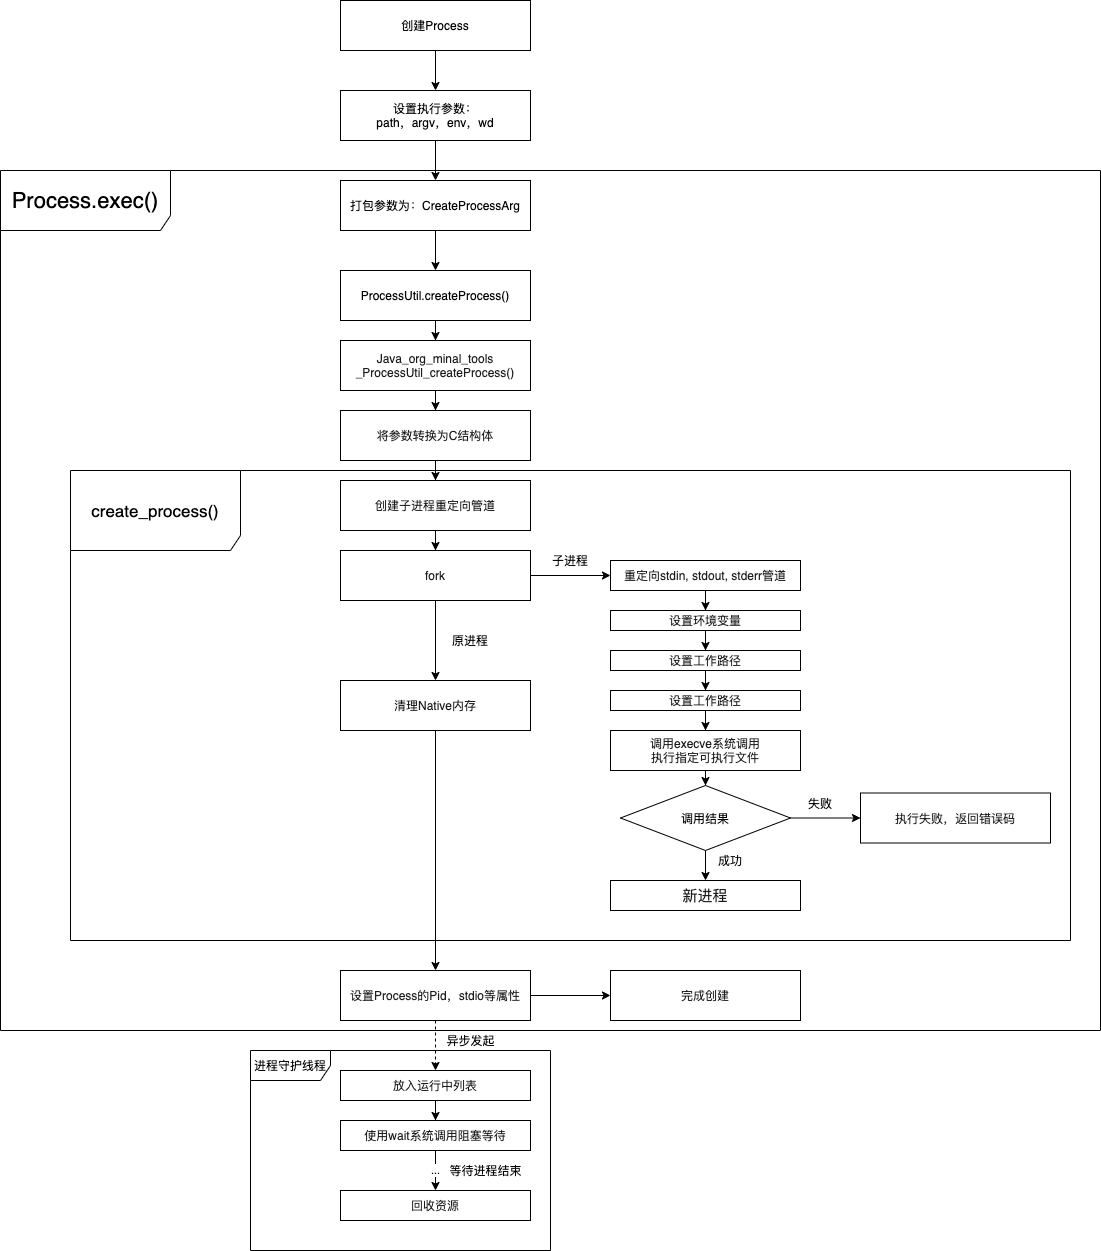 创建Process
设置执行参数：
path，argv，env，wd
Process.exec()
打包参数为：CreateProcessArg
ProcessUtil.createProcess()
Java_org_minal_tools
_ProcessUtil_createProcess()
将参数转换为C结构体
create_process()
创建子进程重定向管道
fork
子进程
重定向stdin, stdout, stderr管道
设置环境变量
原进程
设置工作路径
清理Native内存
设置工作路径
调用execve系统调用
执行指定可执行文件
调用结果
失败
执行失败，返回错误码
成功
新进程
设置Process的Pid，stdio等属性
完成创建
异步发起
进程守护线程
放入运行中列表
使用wait系统调用阻塞等待
... 等待进程结束
回收资源